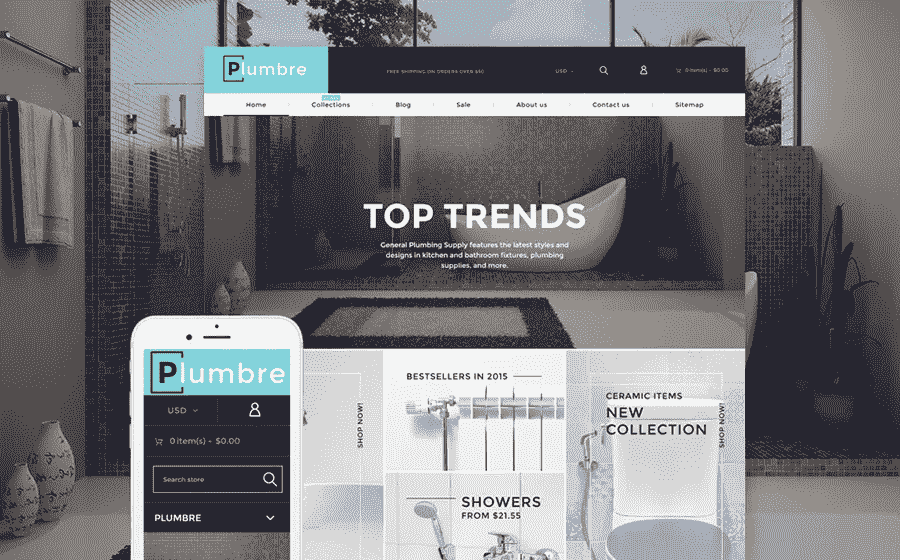 Plumbre
FREE SHIPPING ON ORDERS OVER $50
USD
0 item(s) - $0.00
Home
Collections
Blog
Sale
About us
Contact us
Sitemap
TOP TRENDS
General Plumbing Supply features the latest styles and
designs in kitchen and bathroom fixtures, plumbing
supplies, and more.
Plumbre
USD
0 item(s) - $0.00
Search store
PLUMBRE
SHOP NOW!
BESTSELLERS IN 2015
SHOWERS
FROM $21.55
CERAMIC ITEMS
NEW
COLLECTION
SHOP NOW!